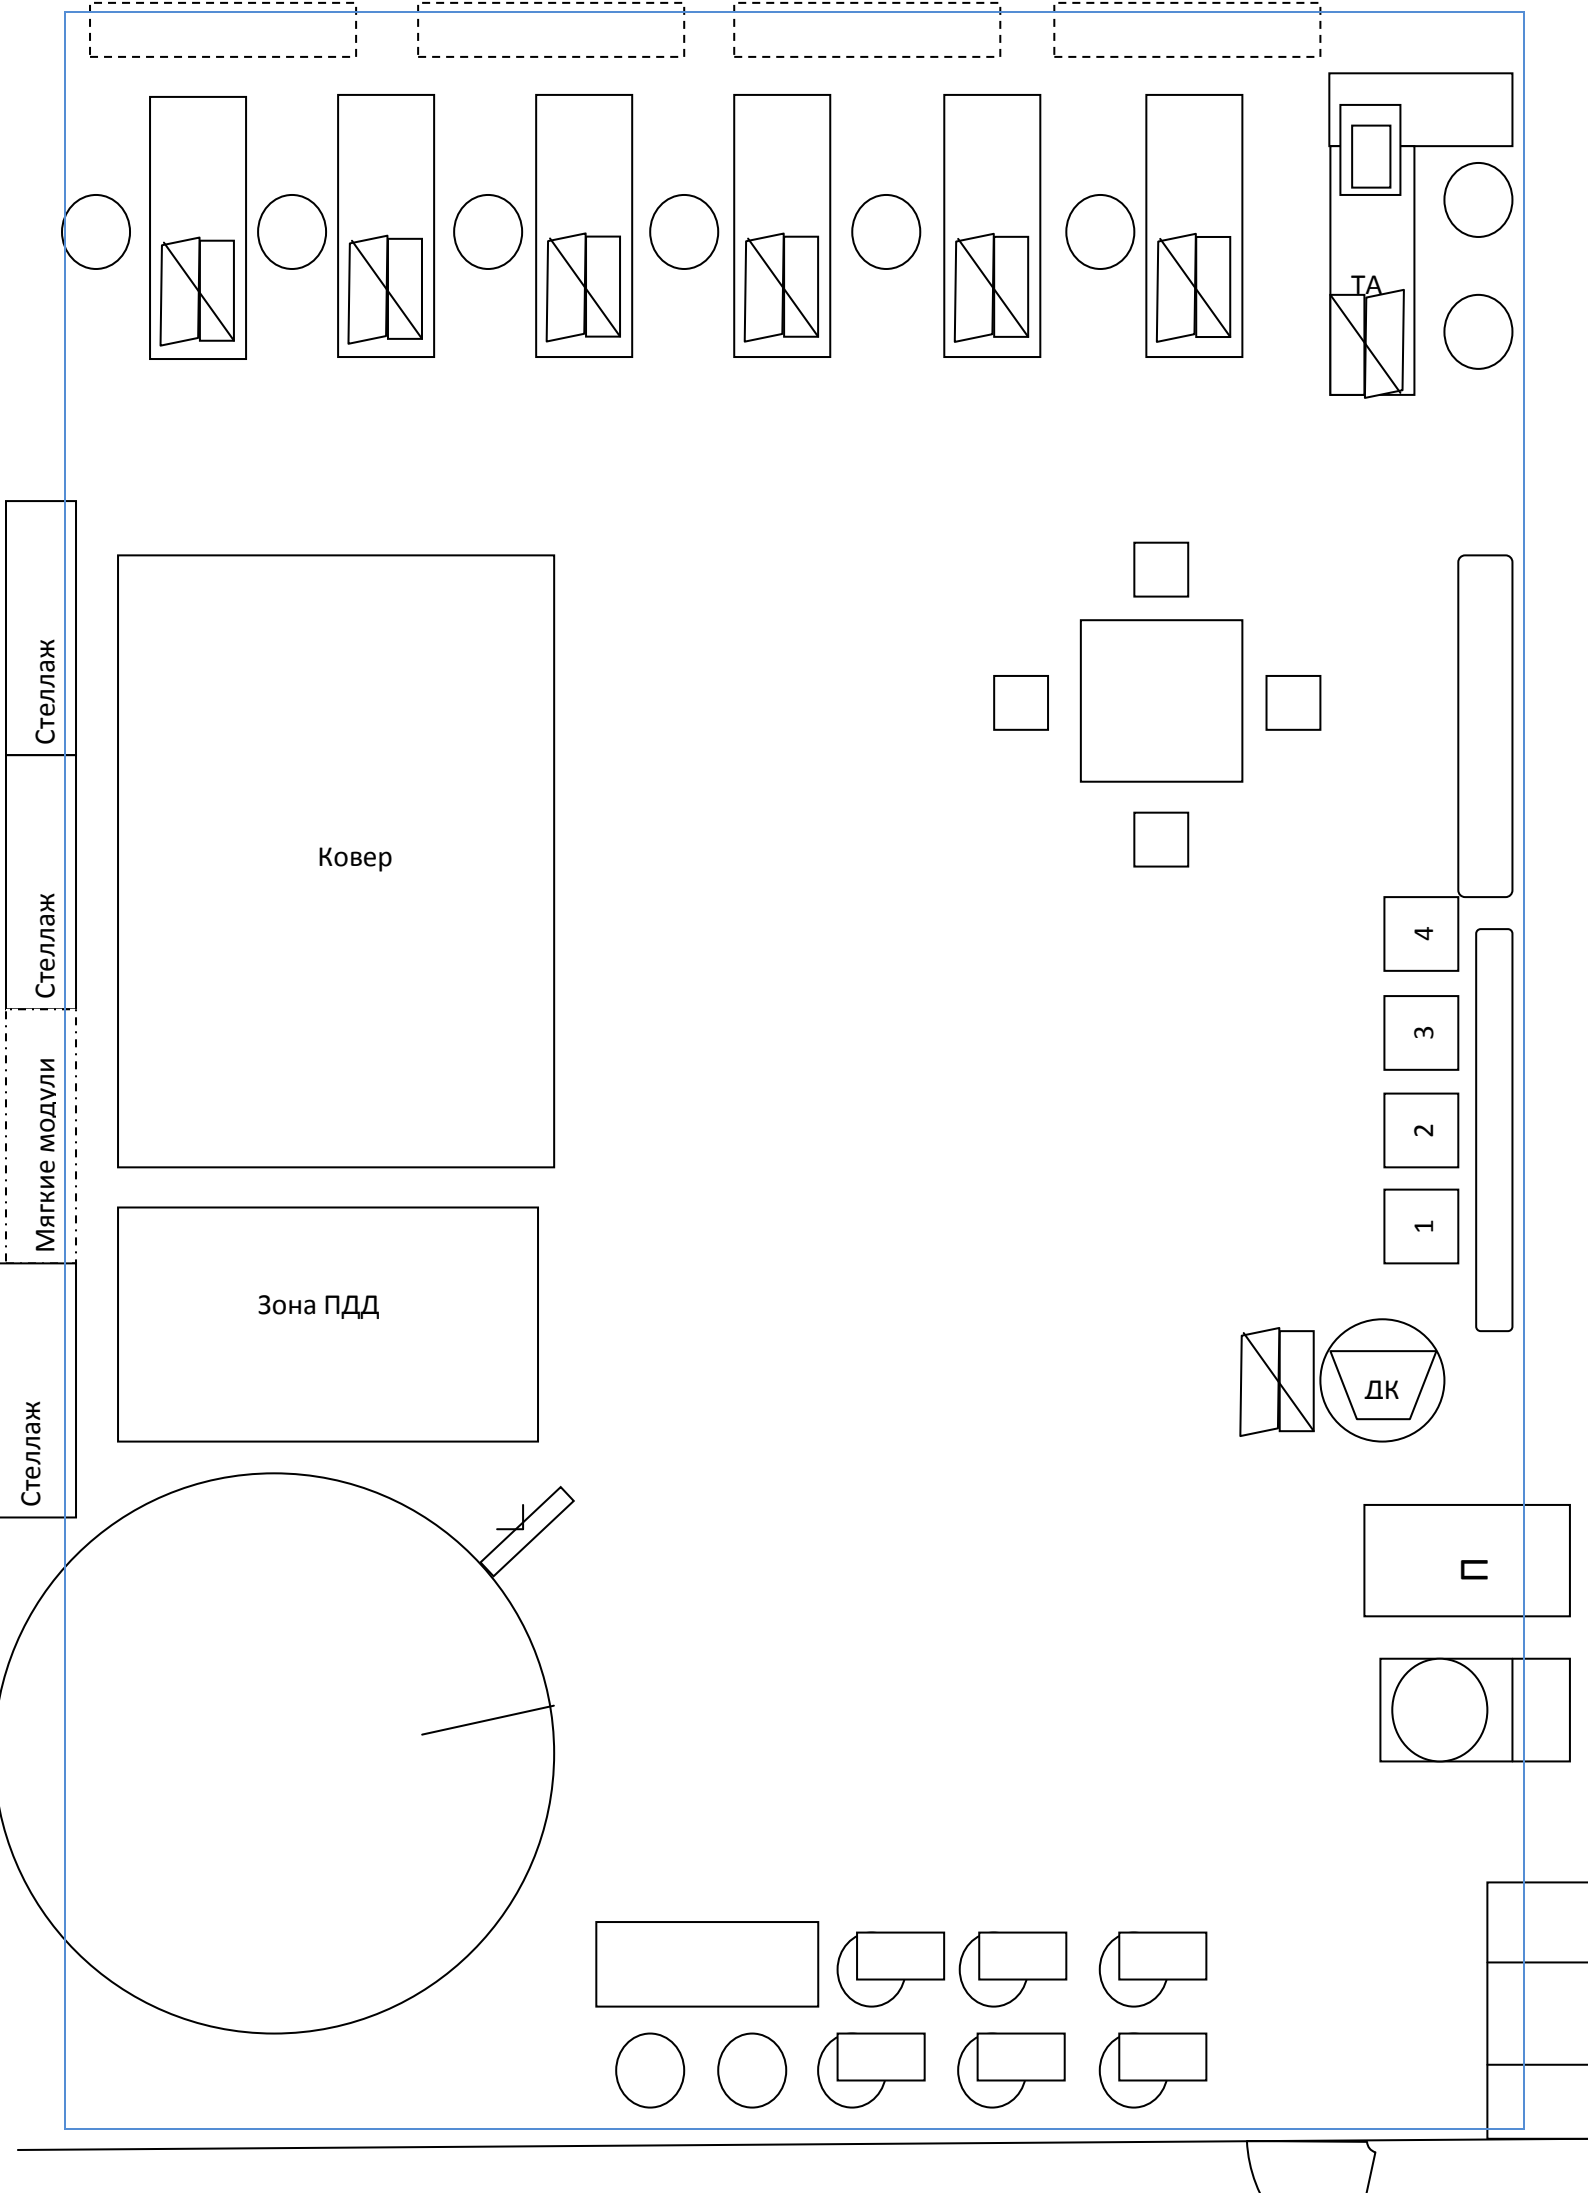 ТА
Стеллаж
Ковер
Стеллаж
4
3
Мягкие модули
2
1
Зона ПДД
ДК
Стеллаж
П